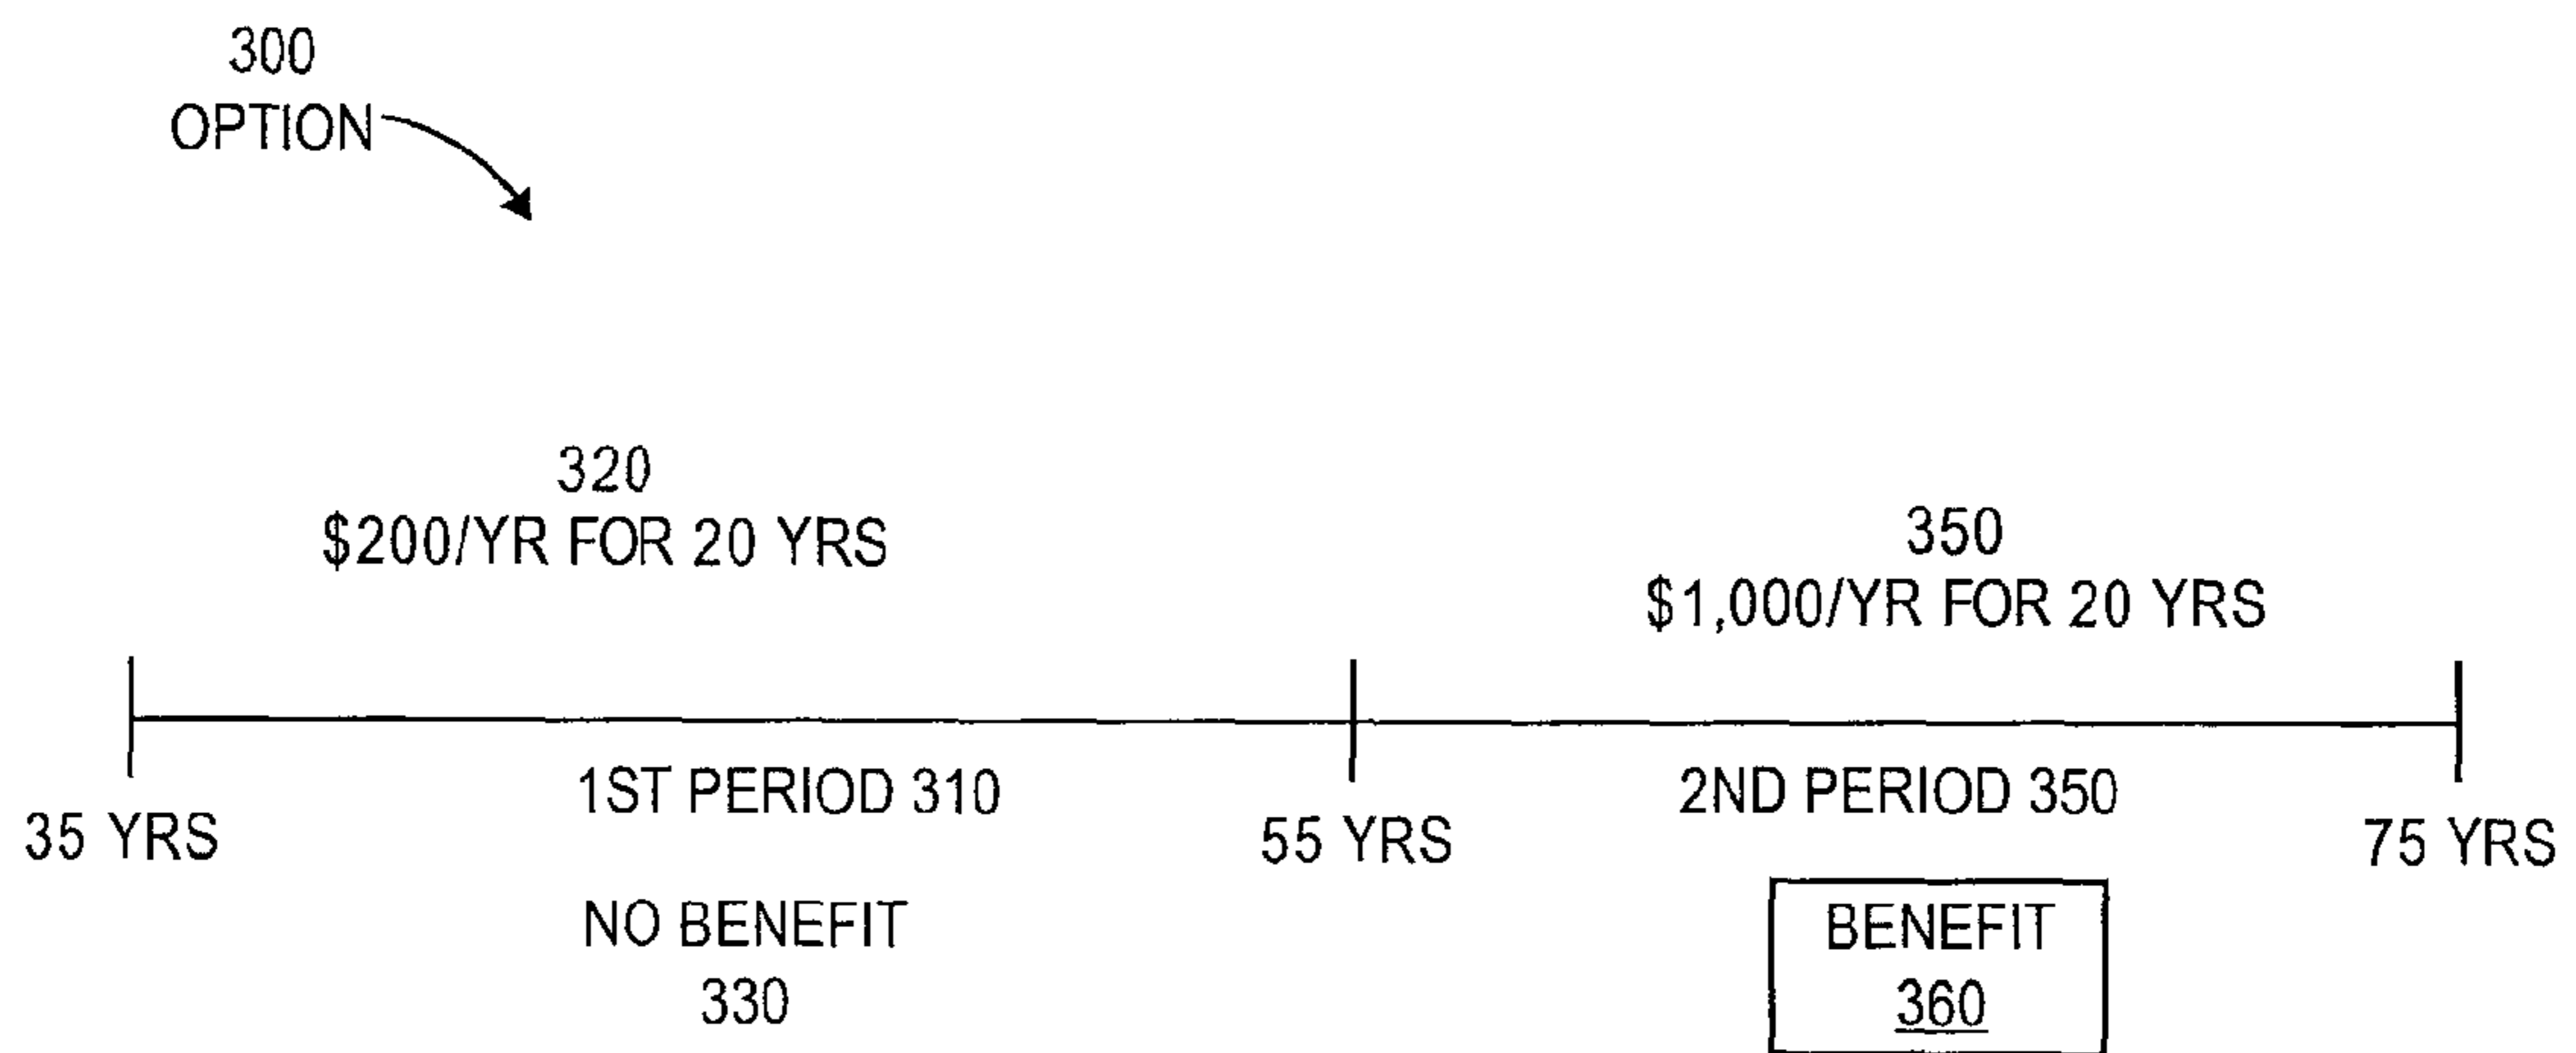 300
OPTION
320
$200/YR FOR 20 YRS
350
$1,000/YR FOR 20 YRS
1ST PERIOD 310
2ND PERIOD 350
35 YRS
55 YRS
75 YRS
NO BENEFIT
330
BENEFIT
360